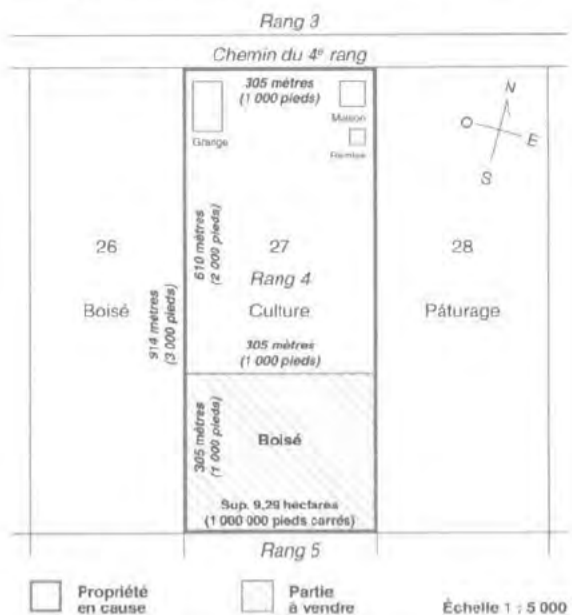 Rang 3
Chemin du 4e rang
305 mètres
(1 000 pieds)
Grange
Maison
Remise
N
O
E
S
610 mètres
(2 000 pieds)
26
27
28
Rang 4
Boisé
Culture
Pâturage
914 mètres
(3 000 pieds)
305 mètres
(1 000 pieds)
305 mètres
(1 000 pieds)
Boisé
Sup. 9,29 hectares
(1 000 000 pieds carrés)
Rang 5
Propriété
en cause
Partie
à vendre
Échelle 1 : 5 000